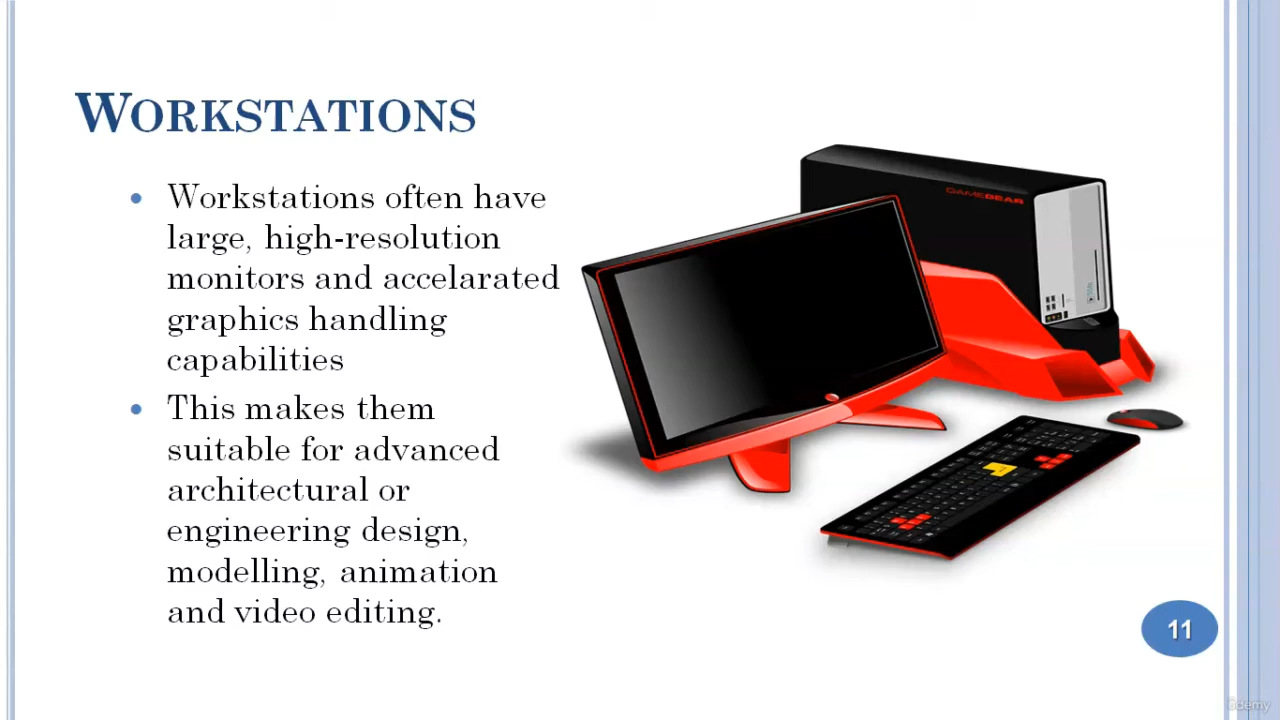 WORKSTATIONS
• Workstations often have
large, high-resolution
monitors and accelarated
graphics handling
capabilities
• This makes them
suitable for advanced
architectural or
engineering design,
modelling, animation
and video editing.
GAMEGEAR
11
ûdemy